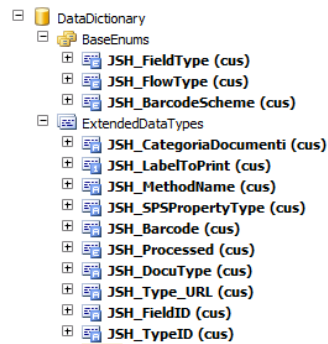 DataDictionary
BaseEnums
JSH_FieldType (cus)
JSH_FlowType (cus)
JSH_BarcodeScheme (cus)
ExtendedDataTypes
JSH_CategoriaDocumenti (cus)
JSH_LabelToPrint (cus)
JSH_MethodName (cus)
JSH_SPSPropertyType (cus)
JSH_Barcode (cus)
JSH_Processed (cus)
JSH_DocuType (cus)
JSH_Type_URL (cus)
JSH_FieldID (cus)
JSH_TypeID (cus)